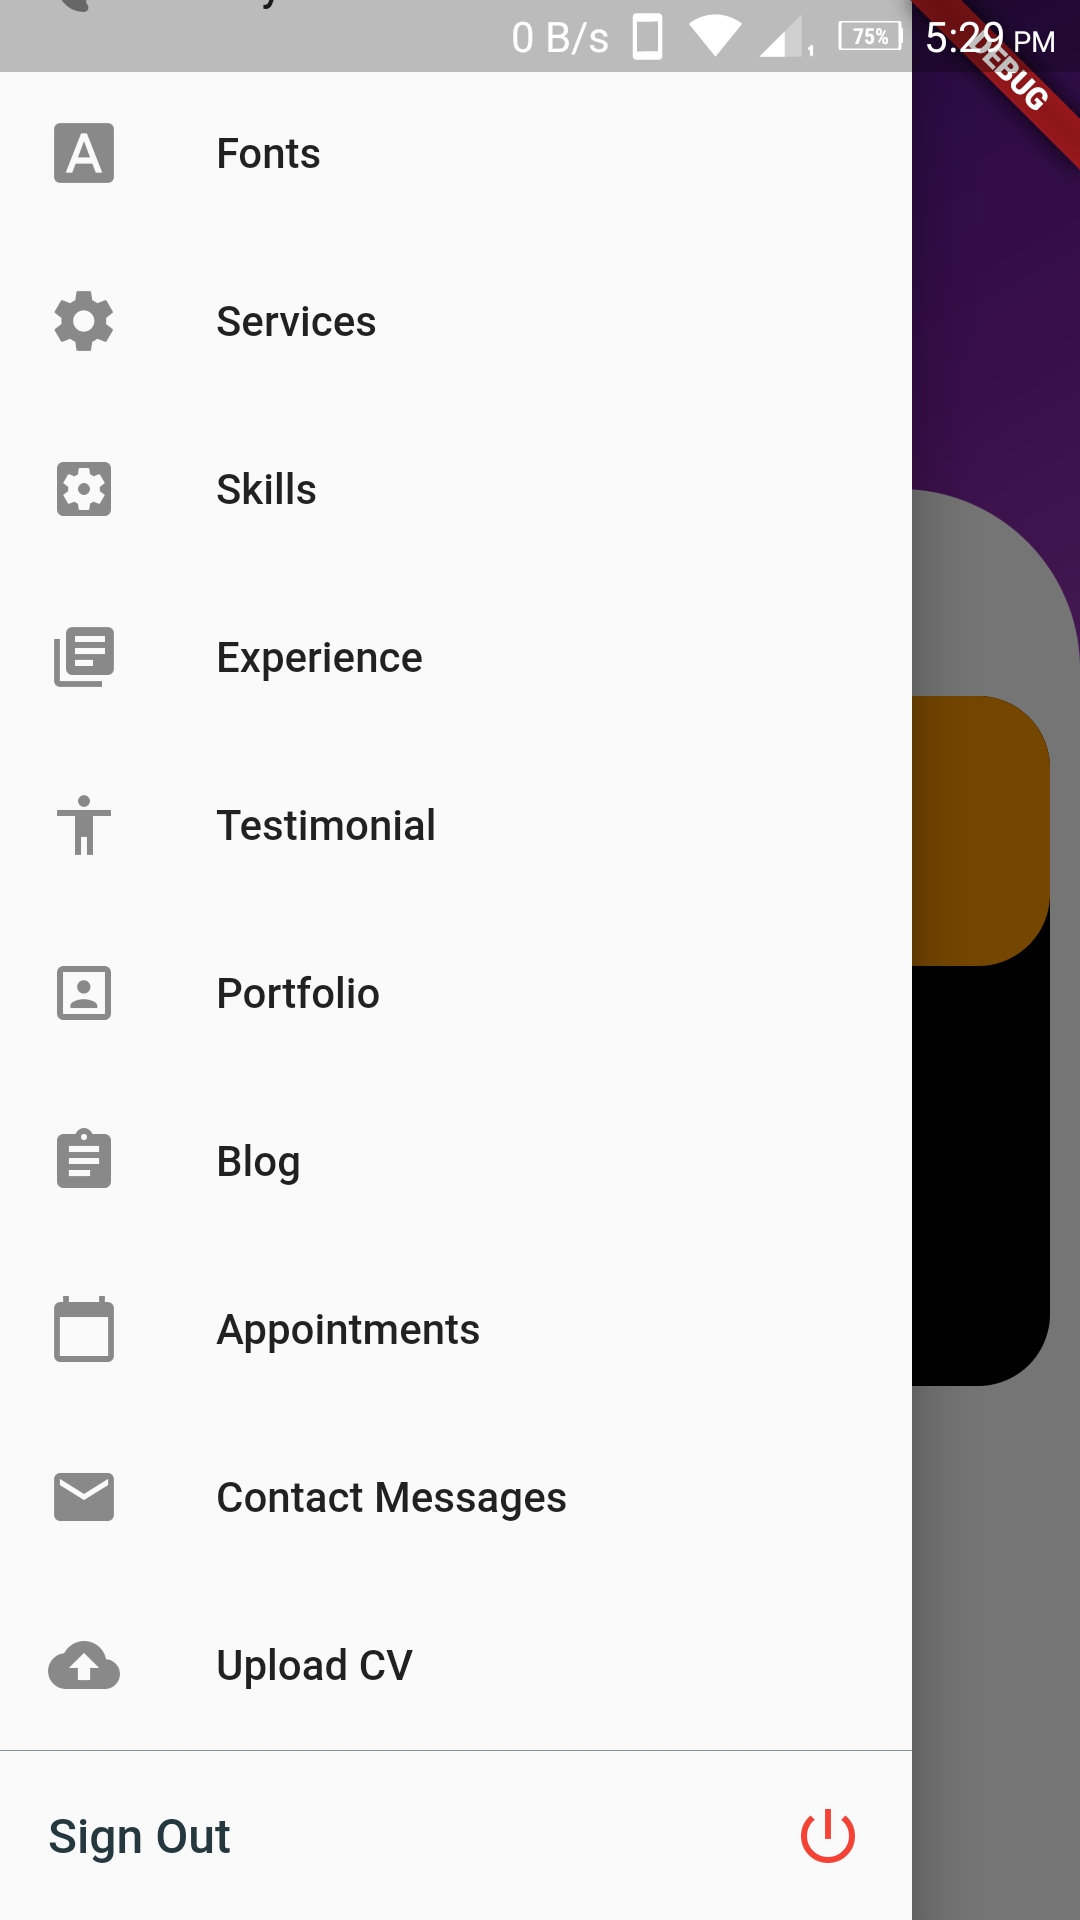 0 B/s 75% 5:29 PM
DEBUG
Fonts
Services
Skills
Experience
Testimonial
Portfolio
Blog
Appointments
Contact Messages
Upload CV
Sign Out